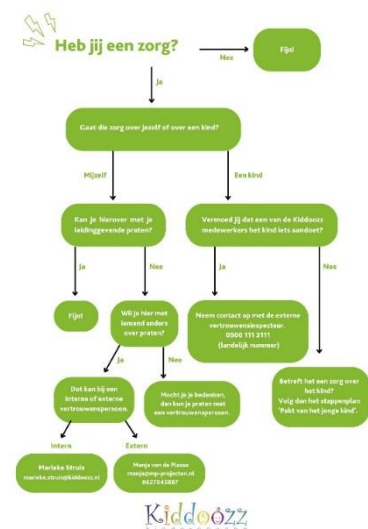 Heb jij een zorg?
Nee
Fijn!
Ja
Gaat die zorg over jezelf of over een kind?
Mijzelf
Een kind
Kan je hierover met je
leidinggevende praten?
Vermoed jij dat een van de Kiddoozz
medewerkers het kind iets aandoet?
Ja
Nee
Ja
Nee
Fijn!
Wil je hier met
iemand anders
over praten?
Neem contact op met de externe
vertrouwensinspecteur.
0900 111 3111
(landelijk nummer)
Ja
Nee
Dat kan bij een
interne of externe
vertrouwenspersoon.
Mocht je je bedenken,
dan kun je praten met
een vertrouwenspersoon.
Betreft het een zorg over
het kind?
Volg dan het stappenplan
'Pakt van het jonge kind'.
Intern
Extern
Marieke Struis
marieke.struis@kiddoozz.nl
Manja van de Plasse
manja@mp-projecten.nl
0627045887
Kiddoozz